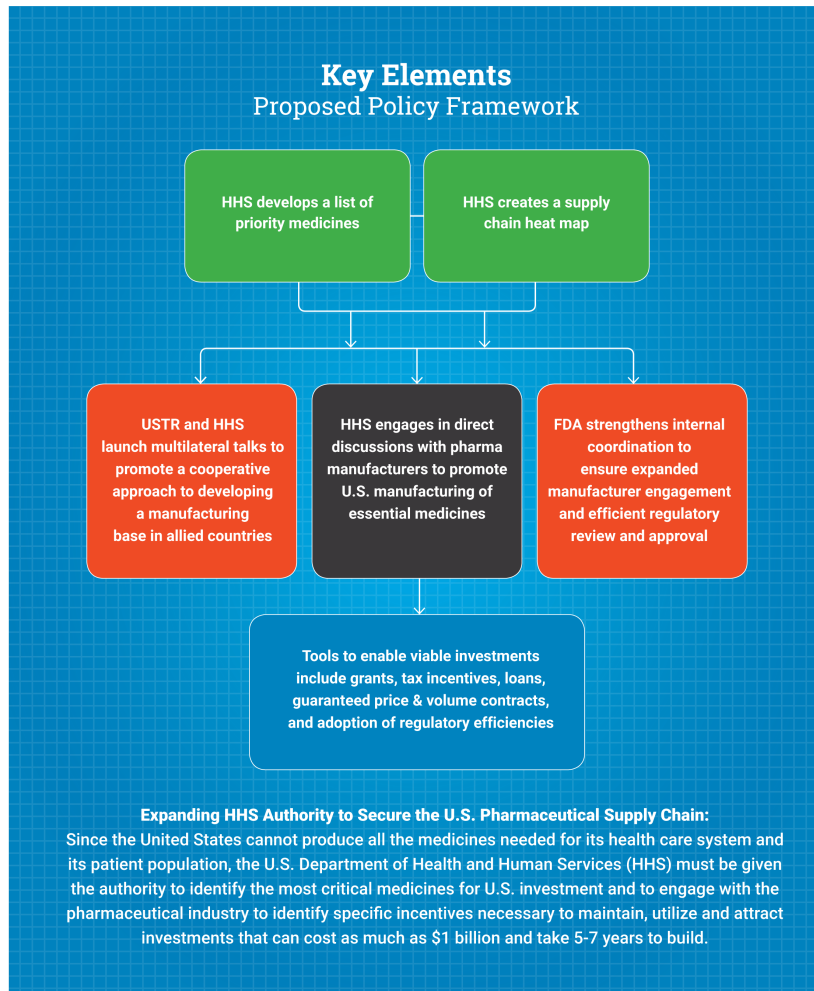 Key Elements
Proposed Policy Framework
HHS develops a list of
priority medicines
HHS creates a supply
chain heat map
USTR and HHS
launch multilateral talks to
promote a cooperative
approach to developing
a manufacturing
base in allied countries
HHS engages in direct
discussions with pharma
manufacturers to promote
U.S. manufacturing of
essential medicines
FDA strengthens internal
coordination to
ensure expanded
manufacturer engagement
and efficient regulatory
review and approval
Tools to enable viable investments
include grants, tax incentives, loans,
guaranteed price & volume contracts,
and adoption of regulatory efficiencies
Expanding HHS Authority to Secure the U.S. Pharmaceutical Supply Chain:
Since the United States cannot produce all the medicines needed for its health care system and
its patient population, the U.S. Department of Health and Human Services (HHS) must be given
the authority to identify the most critical medicines for U.S. investment and to engage with the
pharmaceutical industry to identify specific incentives necessary to maintain, utilize and attract
investments that can cost as much as $1 billion and take 5-7 years to build.